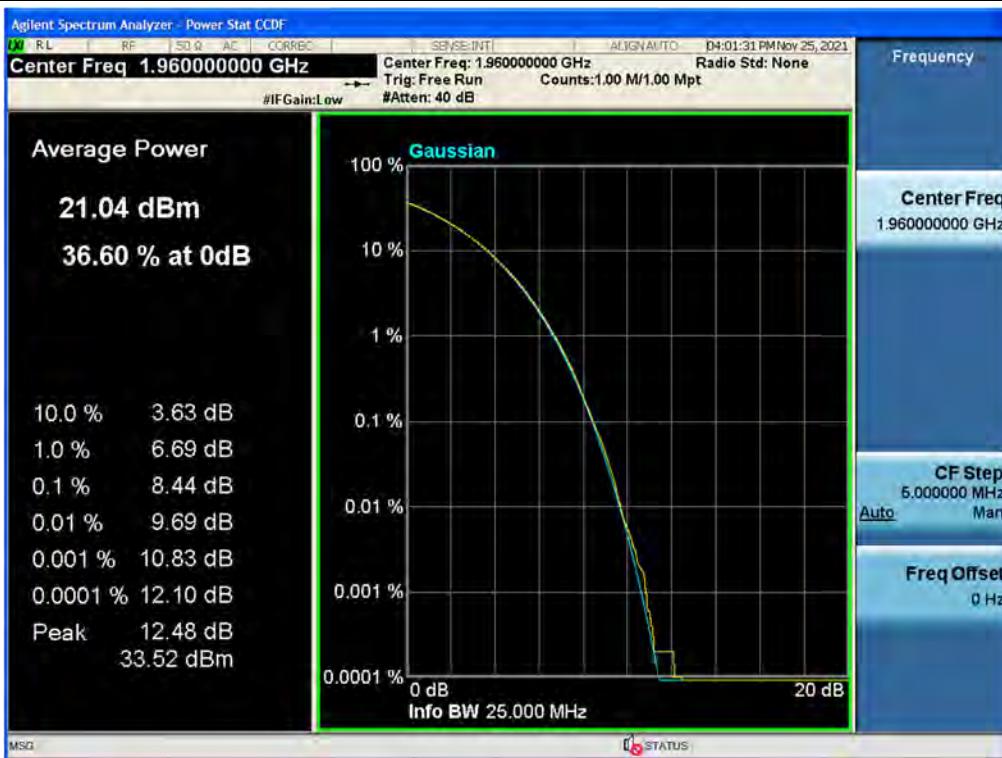 Agilent Spectrum Analyzer - Power Stat CCDF
LXI RL RF 50 Ω AC CORREC SENSE:INT ALIGN AUTO 04:01:31 PM Nov 25, 2021
Center Freq 1.960000000 GHz
Center Freq: 1.960000000 GHz Radio Std: None
Trig: Free Run Counts:1.00 M/1.00 Mpt
#IFGain:Low #Atten: 40 dB
Frequency
Average Power
21.04 dBm
36.60 % at 0dB
10.0 % 3.63 dB
1.0 % 6.69 dB
0.1 % 8.44 dB
0.01 % 9.69 dB
0.001 % 10.83 dB
0.0001 % 12.10 dB
Peak 12.48 dB
33.52 dBm
Gaussian
100 %
10 %
1 %
0.1 %
0.01 %
0.001 %
0.0001 %
0 dB 20 dB
Info BW 25.000 MHz
Center Freq
1.960000000 GHz
CF Step
5.000000 MHz
Auto Man
Freq Offset
0 Hz
MSG STATUS